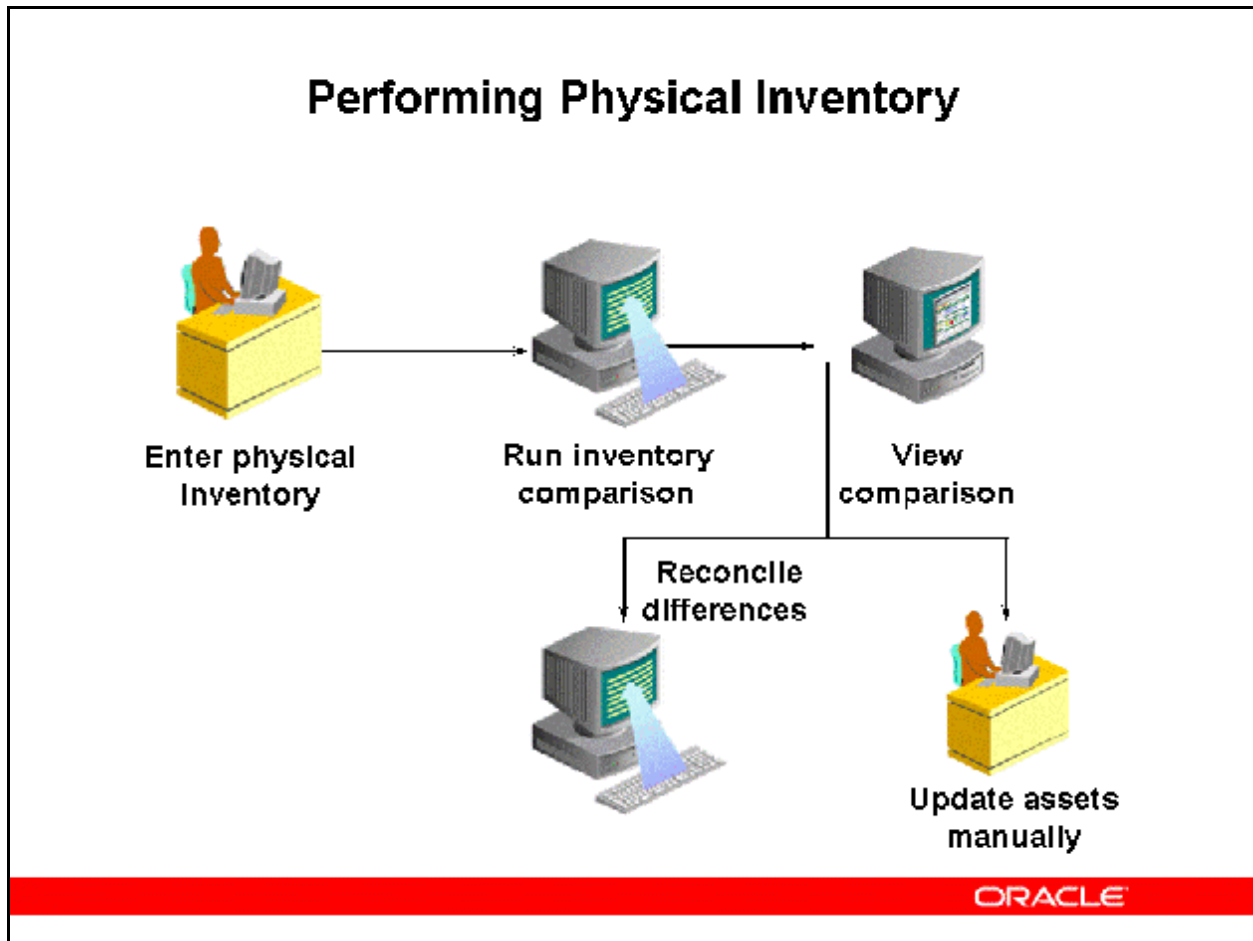 Performing Physical Inventory
Enter physical
Inventory
Run inventory
comparison
View
comparison
Reconcile
differences
Update assets
manually
ORACLE